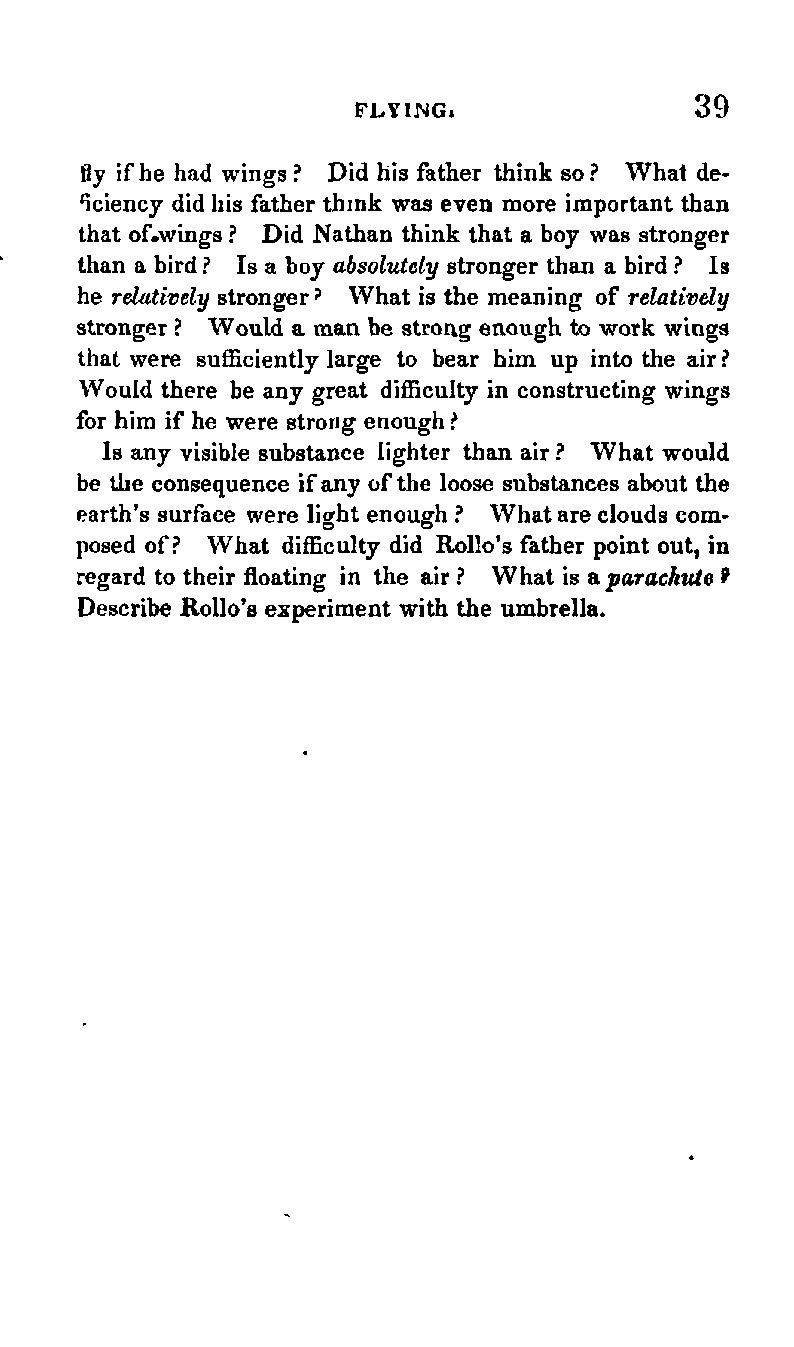 FLYING. 39
fly if he had wings? Did his father think so? What de-
ficiency did his father think was even more important than
that of wings? Did Nathan think that a boy was stronger
than a bird? Is a boy absolutely stronger than a bird? Is
he relatively stronger? What is the meaning of relatively
stronger? Would a man be strong enough to work wings
that were sufficiently large to bear him up into the air?
Would there be any great difficulty in constructing wings
for him if he were strong enough?
Is any visible substance lighter than air? What would
be the consequence if any of the loose substances about the
earth's surface were light enough? What are clouds com-
posed of? What difficulty did Rollo's father point out, in
regard to their floating in the air? What is a parachute?
Describe Rollo's experiment with the umbrella.